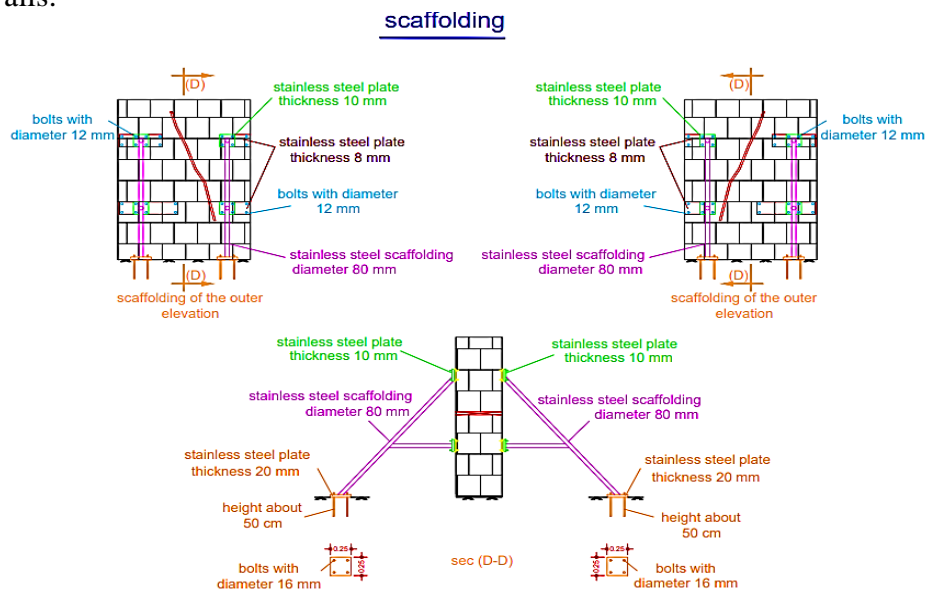 scaffolding
(D)
stainless steel plate
thickness 10 mm
bolts with
diameter 12 mm
stainless steel plate
thickness 8 mm
bolts with diameter
12 mm
stainless steel scaffolding
diameter 80 mm
(D)
scaffolding of the outer
elevation
(D)
stainless steel plate
thickness 10 mm
bolts with
diameter 12 mm
stainless steel plate
thickness 8 mm
bolts with diameter
12 mm
stainless steel scaffolding
diameter 80 mm
(D)
scaffolding of the outer
elevation
stainless steel plate
thickness 10 mm
stainless steel scaffolding
diameter 80 mm
stainless steel plate
thickness 20 mm
height about
50 cm
0.25
0.25
bolts with
diameter 16 mm
sec (D-D)
stainless steel plate
thickness 10 mm
stainless steel scaffolding
diameter 80 mm
stainless steel plate
thickness 20 mm
height about
50 cm
0.25
0.25
bolts with
diameter 16 mm